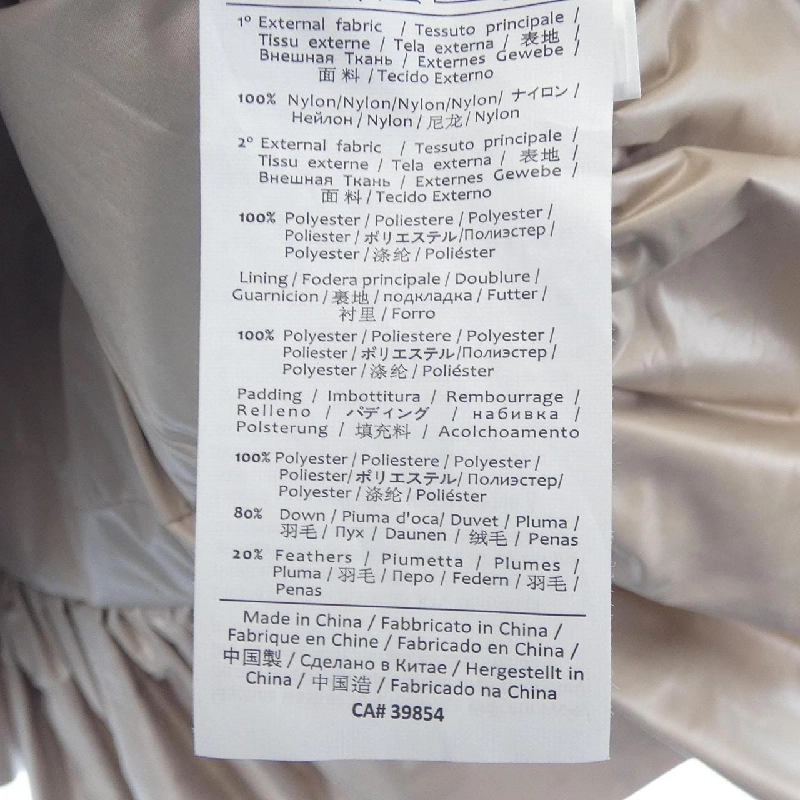 1º External fabric / Tessuto principale /
Tissu externe / Tela externa / 表地 /
Внешная Ткань / Externes Gewebe /
面 料 / Tecido Externo
100% Nylon/Nylon/Nylon/Nylon/ ナイロン /
Нейлон / Nylon / 尼龙 / Nylon
2º External fabric / Tessuto principale /
Tissu externe / Tela externa / 表地 /
Внешная Ткань / Externes Gewebe /
面 料 / Tecido Externo
100% Polyester / Poliestere / Polyester /
Poliester / ポリエステル/Полиэстер /
Polyester / 涤纶 / Poliéster
Lining / Fodera principale / Doublure /
Guarnicion / 裏地 / подкладка / Futter /
衬里 / Forro
100% Polyester / Poliestere / Polyester /
Poliester / ポリエステル/Полиэстер /
Polyester / 涤纶 / Poliéster
Padding / Imbottitura / Rembourrage /
Relleno / パディング / набивка /
Polsterung / 填充料 / Acolchoamento
100% Polyester / Poliestere / Polyester /
Poliester/ ポリエステル/ Полиэстер/
Polyester / 涤纶 / Poliéster
80% Down / Piuma d'oca/ Duvet / Pluma /
羽毛 / Пух / Daunen / 绒毛 / Penas
20% Feathers / Piumetta / Plumes /
Pluma / 羽毛 / Перо / Federn / 羽毛 /
Penas
Made in China / Fabbricato in China /
Fabrique en Chine / Fabricado en China /
中国製 / Сделано в Китае / Hergestellt in
China / 中国造 / Fabricado na China
CA# 39854